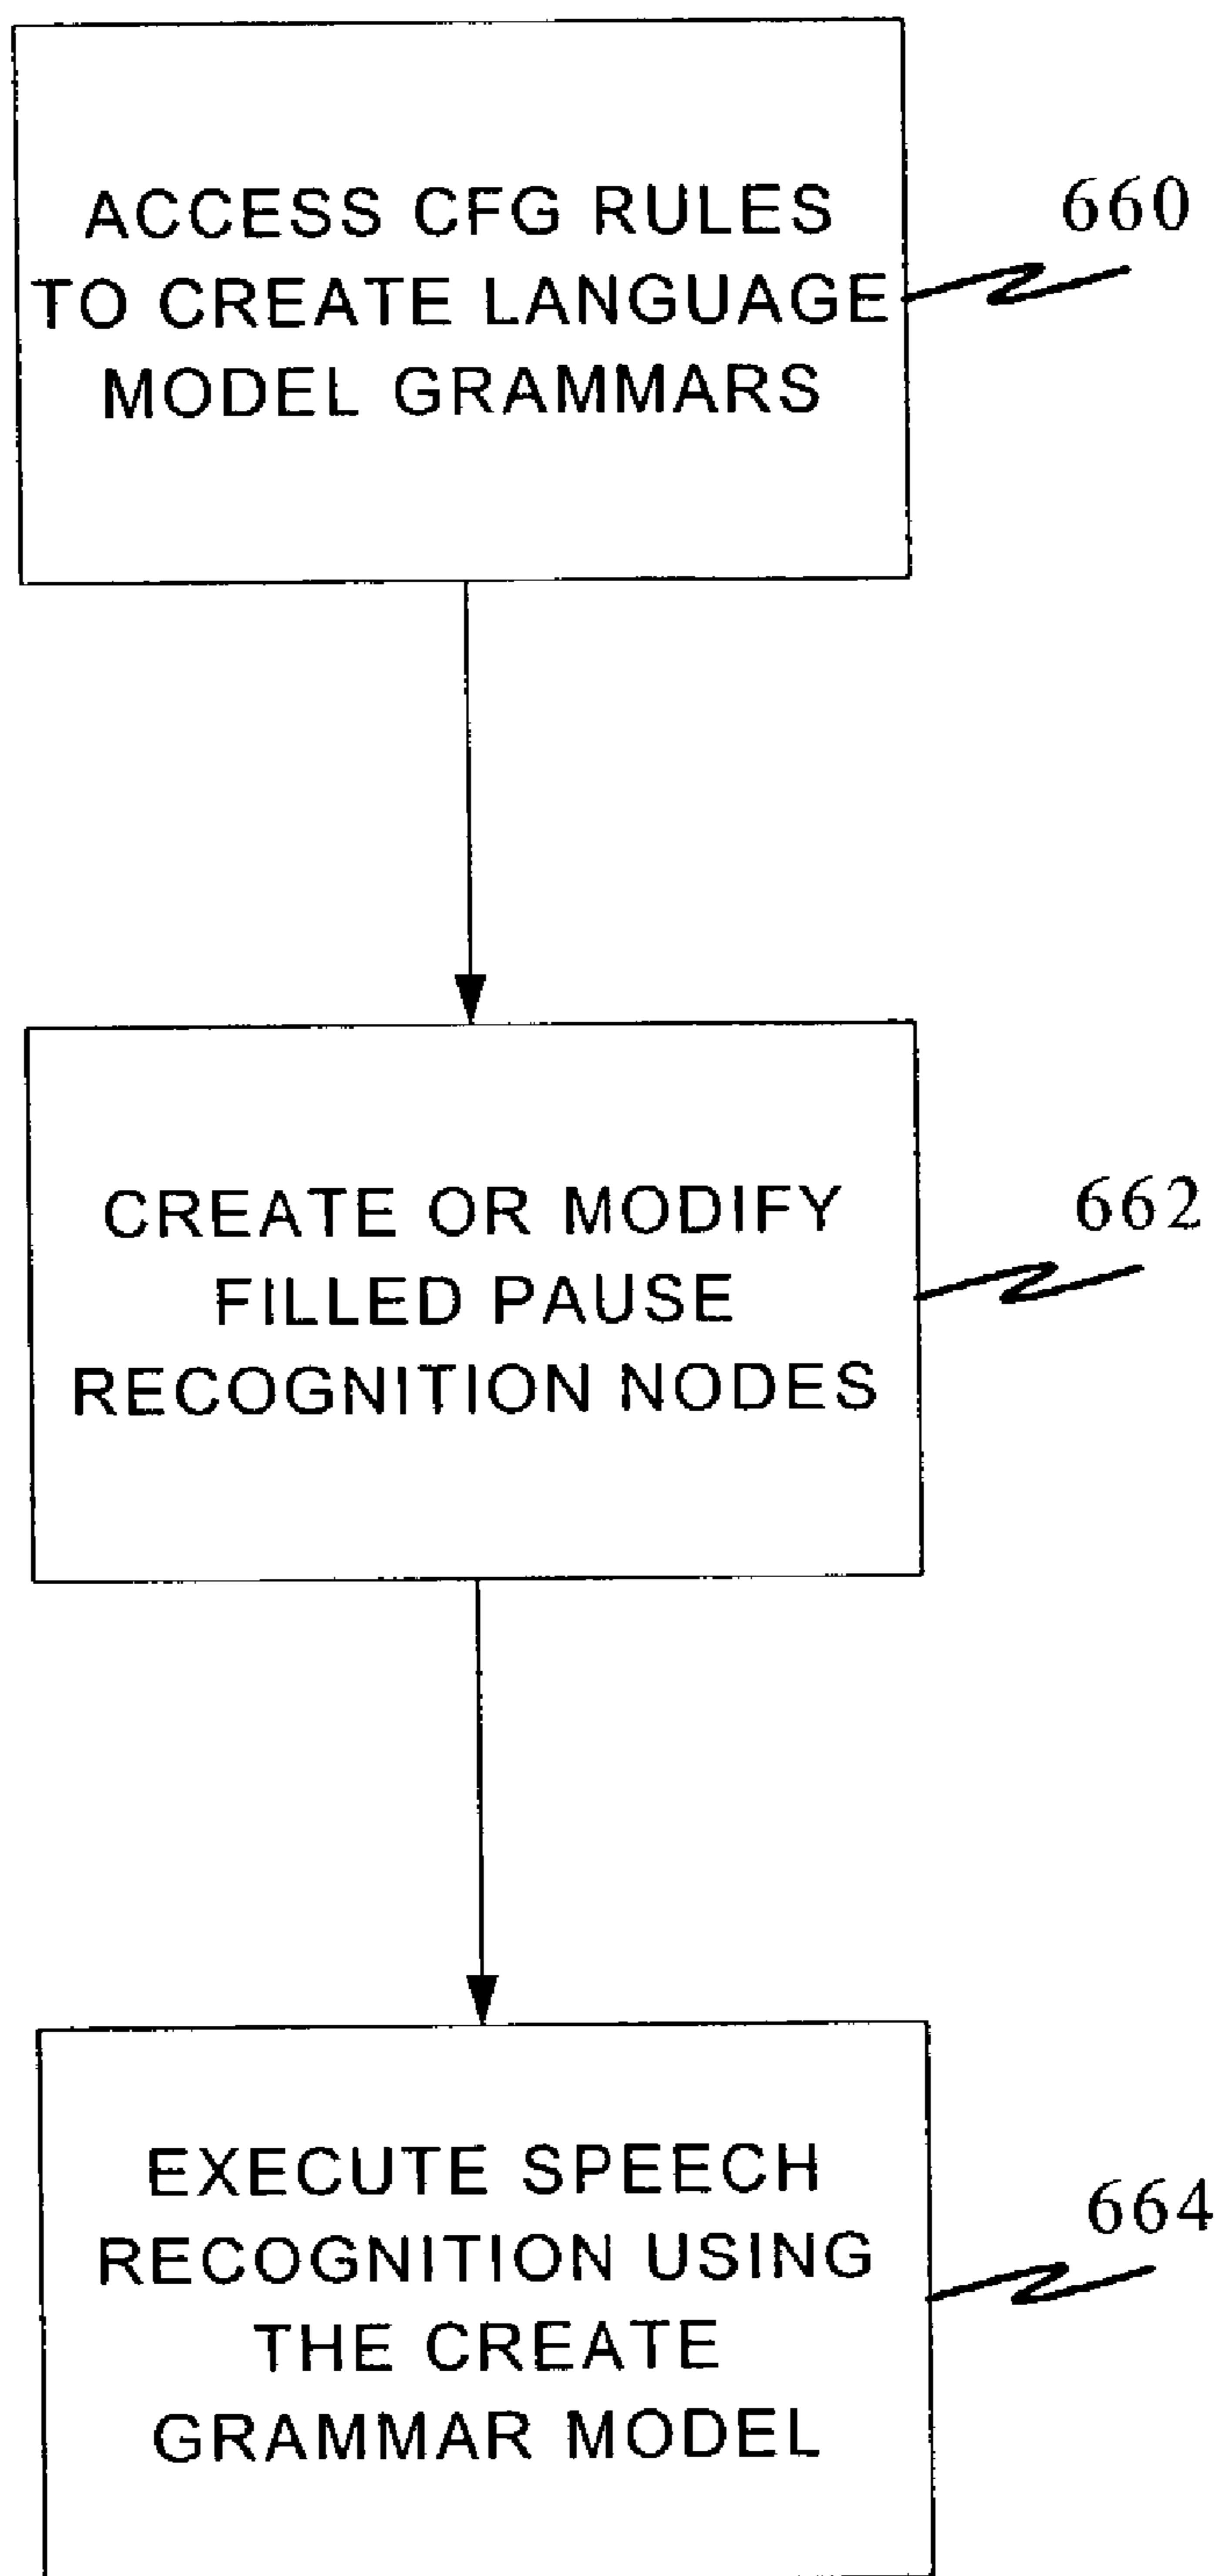 ACCESS CFG RULES
TO CREATE LANGUAGE
MODEL GRAMMARS
660
CREATE OR MODIFY
FILLED PAUSE
RECOGNITION NODES
662
EXECUTE SPEECH
RECOGNITION USING
THE CREATE
GRAMMAR MODEL
664